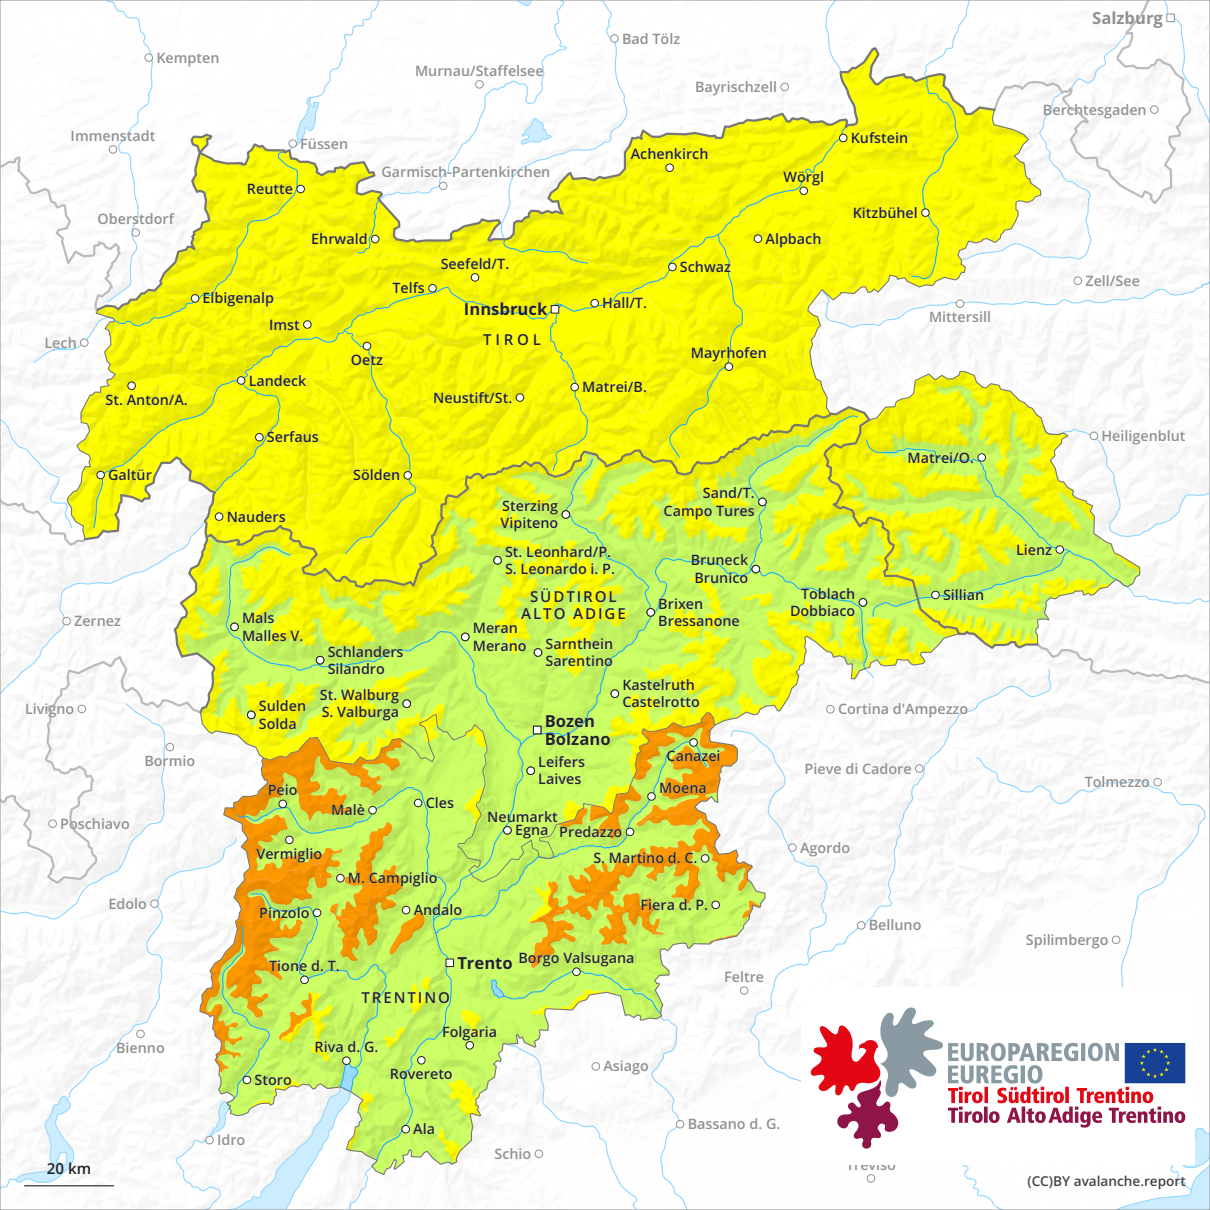 Salzburg
Bad Tölz
Kempten
Murnau/Staffelsee
Bayrischzell
Berchtesgaden
Immenstadt
Füssen
Kufstein
Achenkirch
Garmisch-Partenkirchen
Wörgl
Reutte
Oberstdorf
Kitzbühel
Ehrwald
Alpbach
Seefeld/T.
Schwaz
Zell/See
Telfs
Elbigenalp
Hall/T.
Innsbruck
Mittersill
Imst
TIROL
Lech
Oetz
Mayrhofen
Landeck
Matrei/B.
St. Anton/A.
Neustift/St.
Serfaus
Heiligenblut
Matrei/O.
Galtür
Sölden
Sand/T.
Campo Tures
Sterzing
Vipiteno
Nauders
St. Leonhard/P.
S. Leonardo i. P.
Lienz
Bruneck
Brunico
SÜDTIROL
ALTO ADIGE
Toblach
Dobbiaco
Sillian
Brixen
Bressanone
Zernez
Mals
Malles V.
Meran
Merano
Sarnthein
Sarentino
Schlanders
Silandro
Kastelruth
Castelrotto
St. Walburg
S. Valburga
Livigno
Sulden
Solda
Cortina d'Ampezzo
Bozen
Bolzano
Bormio
Canazei
Leifers
Laives
Pieve di Cadore
Tolmezzo
Peio
Moena
Malè
Cles
Neumarkt
Egna
Poschiavo
Predazzo
Agordo
Vermiglio
S. Martino d. C.
M. Campiglio
Edolo
Pinzolo
Andalo
Fiera d. P.
Belluno
Spilimbergo
Tione d. T.
Trento
Borgo Valsugana
Feltre
TRENTINO
Bienno
Riva d. G.
Folgaria
Asiago
Rovereto
Storo
EUROPAREGION
EUREGIO
Tirol Südtirol Trentino
Tirolo Alto Adige Trentino
Idro
Ala
Bassano d. G.
Schio
Treviso
20 km
(CC)BY avalanche.report